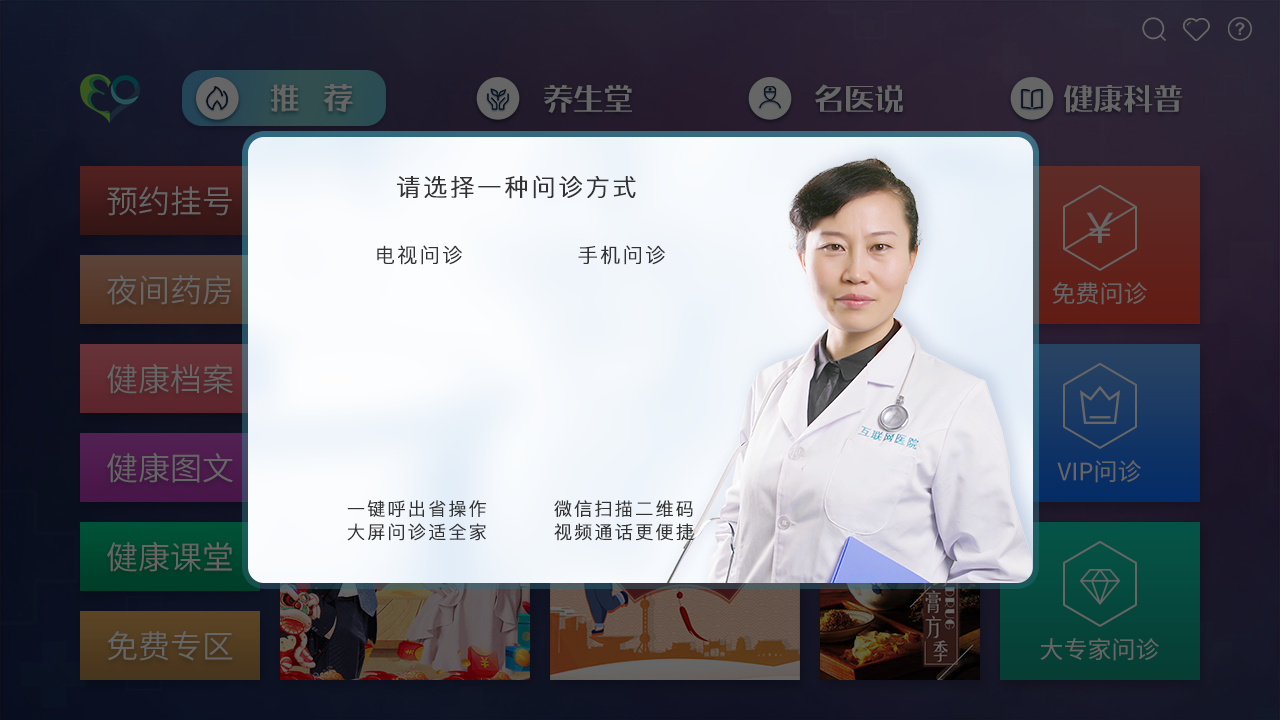 推 荐
养生堂
名医说
健康科普
预约挂号
夜间药房
健康档案
健康图文
健康课堂
免费专区
请选择一种问诊方式
电视问诊
手机问诊
一键呼出省操作
大屏问诊适全家
微信扫描二维码
视频通话更便捷
互联网医院
¥
免费问诊
VIP问诊
大专家问诊
膏方季